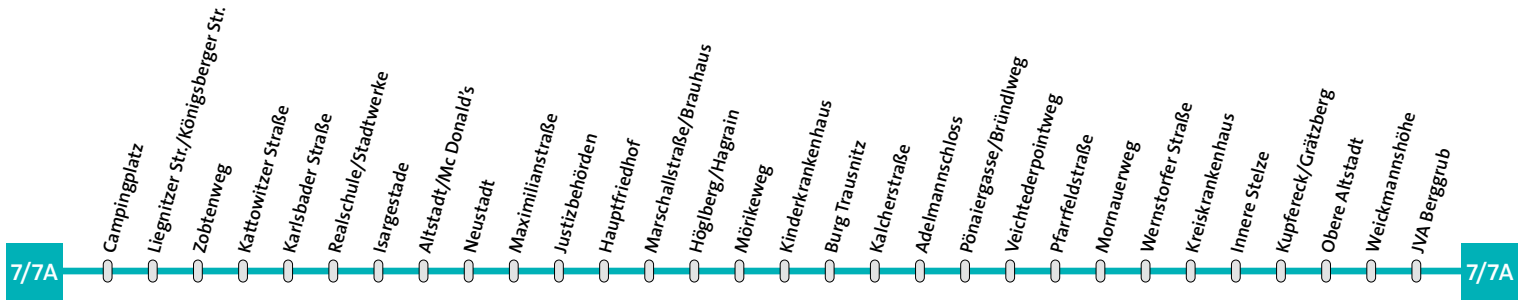 7/7A
Campingplatz
Liegnitzer Str./Königsberger Str.
Zobtenweg
Kattowitzer Straße
Karlsbader Straße
Realschule/Stadtwerke
Isargestade
Altstadt/Mc Donald's
Neustadt
Maximilianstraße
Justizbehörden
Hauptfriedhof
Marschallstraße/Brauhaus
Höglberg/Hagrain
Mörikeweg
Kinderkrankenhaus
Burg Trausnitz
Kalcherstraße
Adelmannschloss
Pönaiergasse/Bründlweg
Veichtederpointweg
Pfarrfeldstraße
Mornauerweg
Wernstorfer Straße
Kreiskrankenhaus
Innere Stelze
Kupfereck/Grätzberg
Obere Altstadt
Weickmannshöhe
JVA Berggrub
7/7A